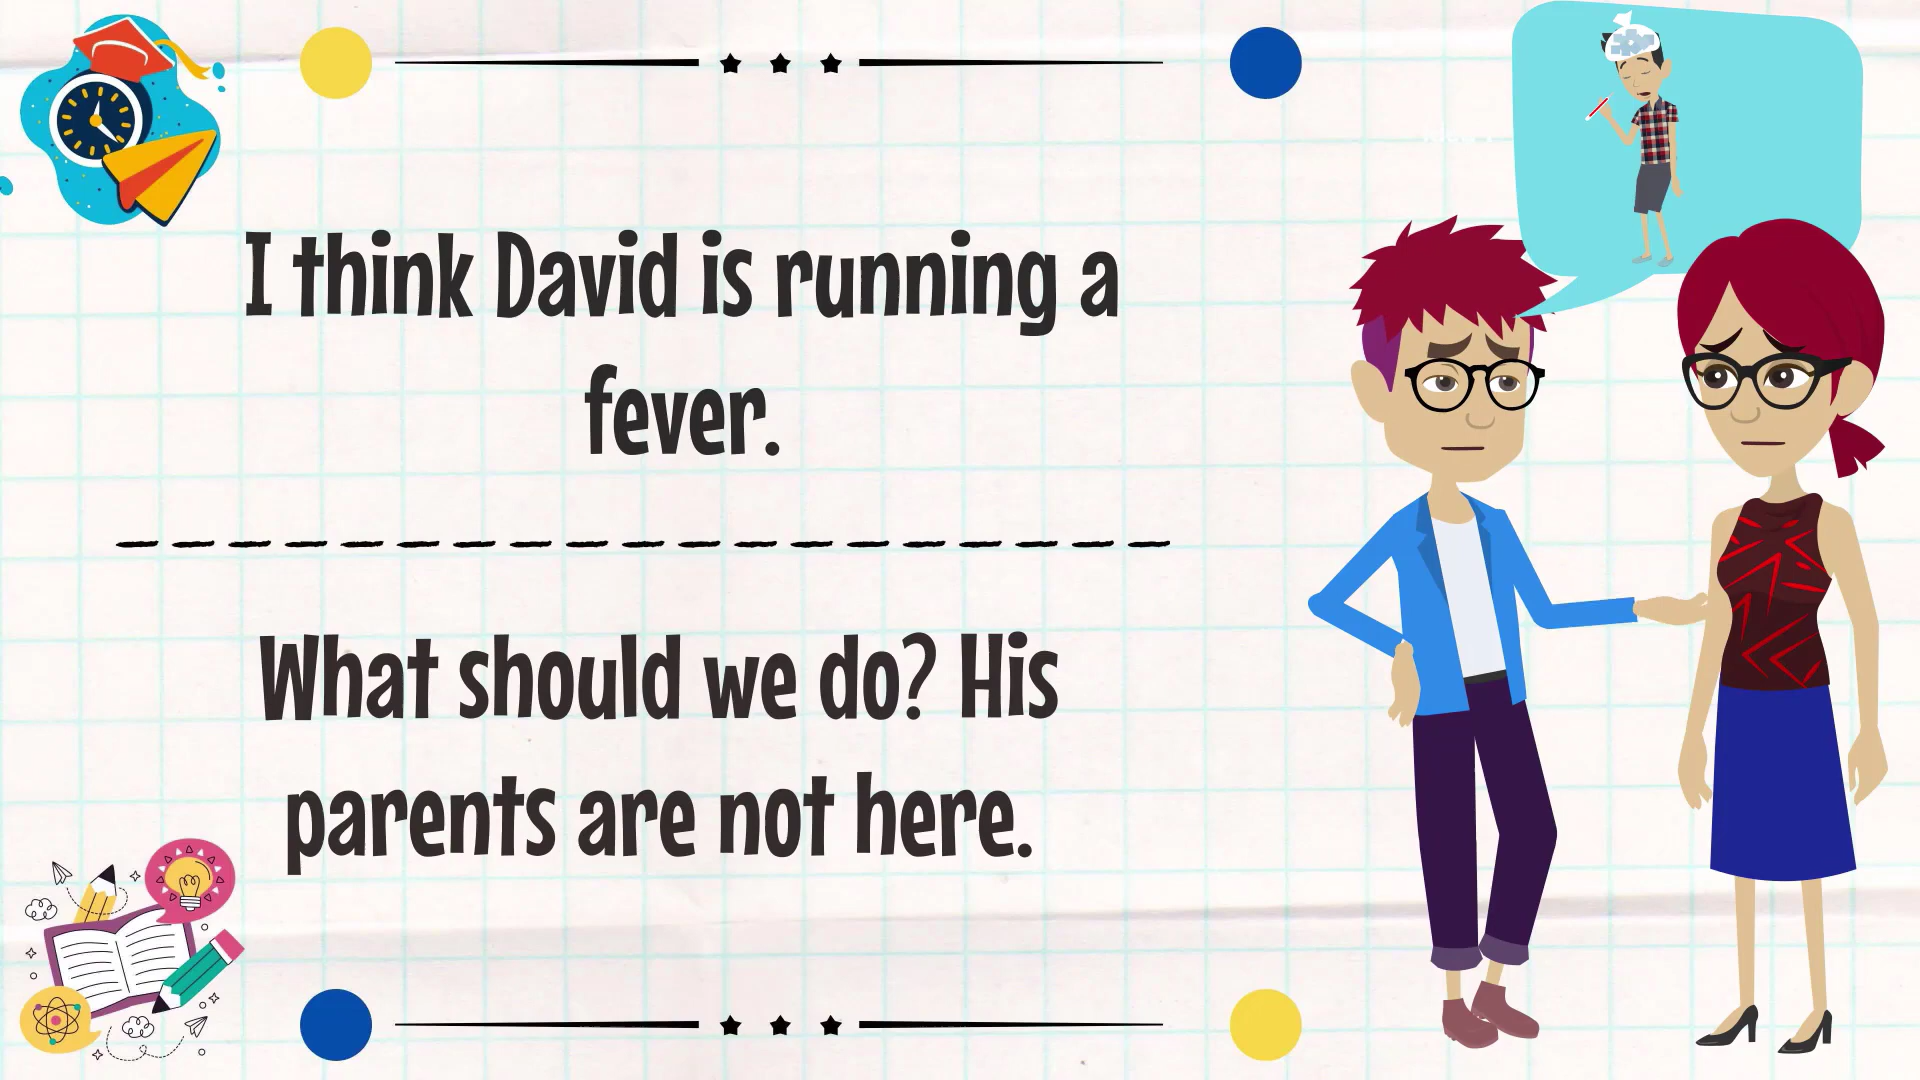 I think David is running a
fever.
What should we do? His
parents are not here.